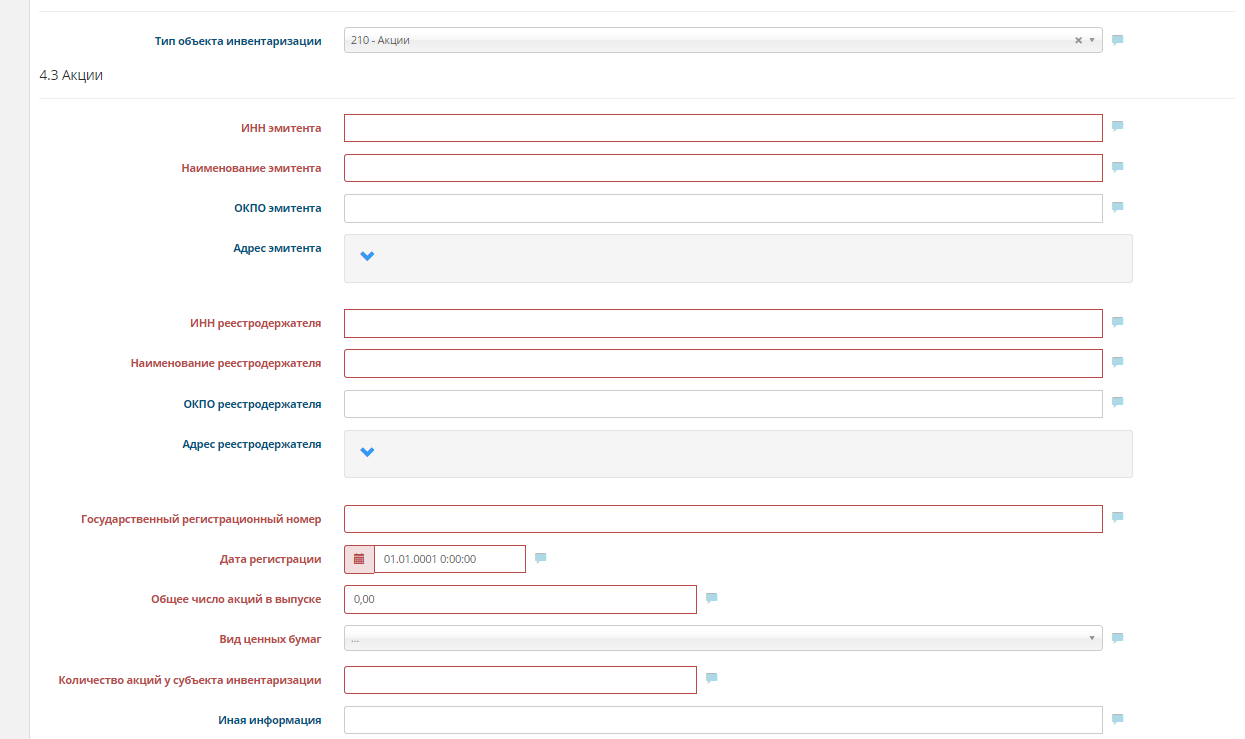 Тип объекта инвентаризации 210 - Акции
4.3 Акции
ИНН эмитента
Наименование эмитента
ОКПО эмитента
Адрес эмитента
ИНН реестродержателя
Наименование реестродержателя
ОКПО реестродержателя
Адрес реестродержателя
Государственный регистрационный номер
Дата регистрации 01.01.0001 0:00:00
Общее число акций в выпуске 0,00
Вид ценных бумаг ...
Количество акций у субъекта инвентаризации
Иная информация